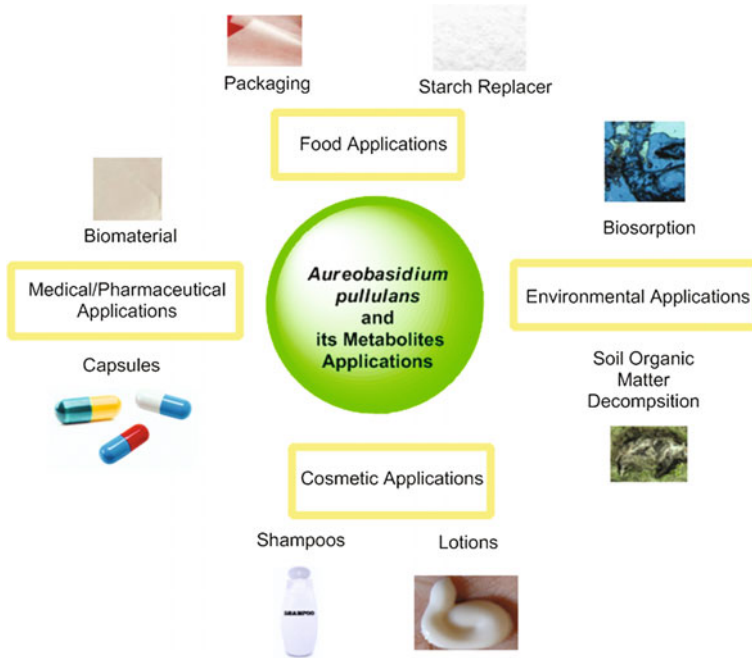 Packaging
Starch Replacer
Food Applications
Biomaterial
Biosorption
Medical/Pharmaceutical
Applications
Aureobasidium
pullulans
and
its Metabolites
Applications
Environmental Applications
Capsules
Soil Organic
Matter
Decompsition
Cosmetic Applications
Shampoos
Lotions
SHAMPOO